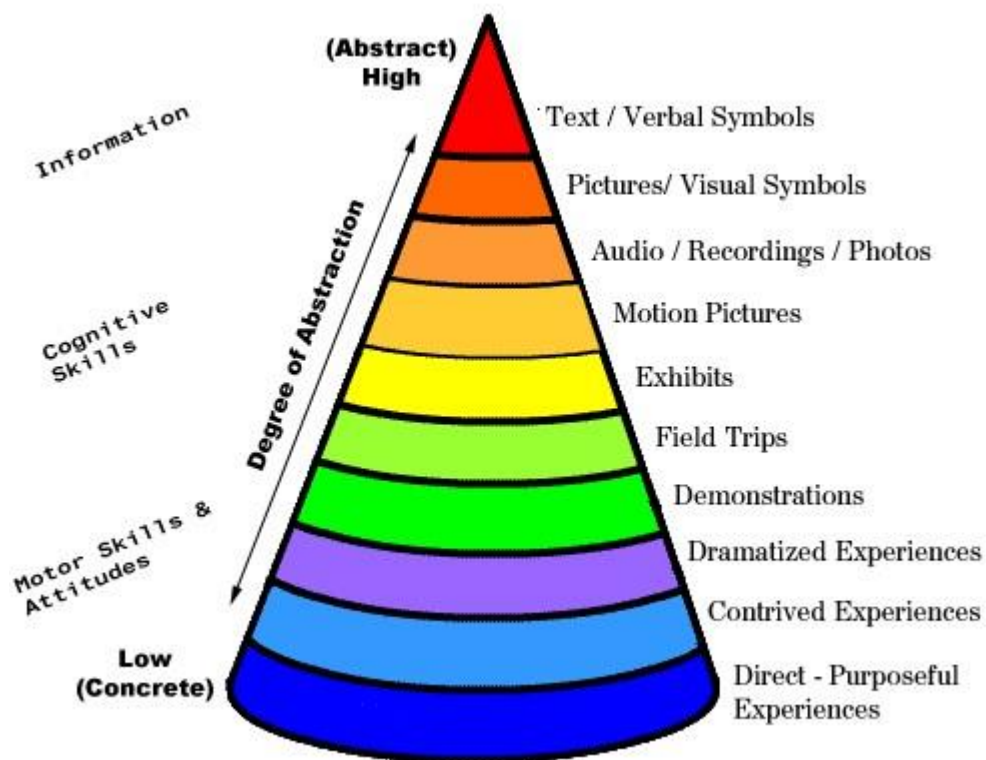 (Abstract)
High
Text / Verbal Symbols
Information
Pictures/ Visual Symbols
Audio / Recordings / Photos
Degree of Abstraction
Motion Pictures
Cognitive
Skills
Exhibits
Field Trips
Demonstrations
Motor Skills &
Attitudes
Dramatized Experiences
Contrived Experiences
Low
(Concrete)
Direct - Purposeful
Experiences